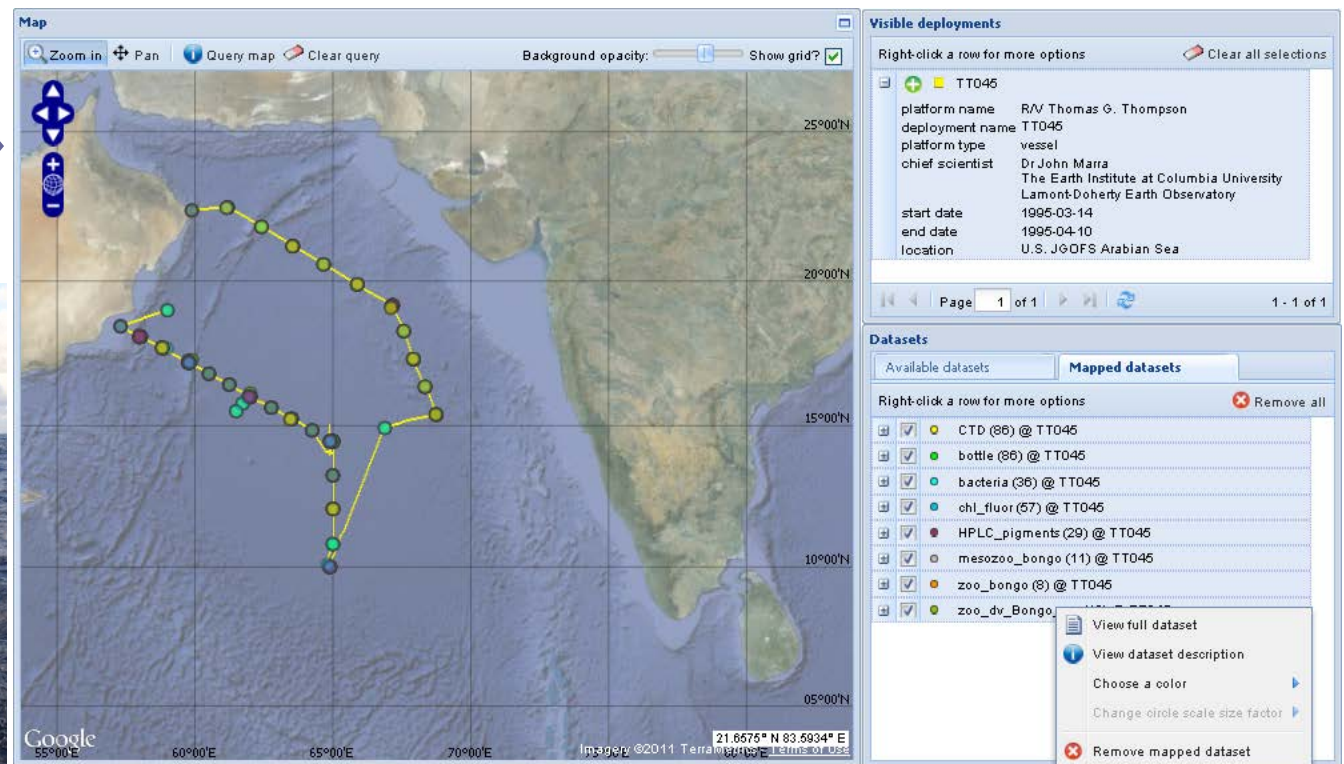 Map
Zoom in Pan Query map Clear query Background opacity: Show grid?
25°00'N
20°00'N
15°00'N
10°00'N
05°00'N
Google
55°00'E 60°00'E 65°00'E 70°00'E
21.6575° N 83.5934° E
Imagery ©2011 Terms of Use
Visible deployments
Right-click a row for more options Clear all selections
TT045
platform name R/V Thomas G. Thompson
deployment name TT045
platform type vessel
chief scientist Dr John Marra
The Earth Institute at Columbia University
Lamont-Doherty Earth Observatory
start date 1995-03-14
end date 1995-04-10
location U.S. JGOFS Arabian Sea
Page 1 of 1 1 - 1 of 1
Datasets
Available datasets Mapped datasets
Right-click a row for more options Remove all
CTD (86) @ TT045
bottle (86) @ TT045
bacteria (36) @ TT045
chl_fluor (57) @ TT045
HPLC_pigments (29) @ TT045
mesozoo_bongo (11) @ TT045
zoo_bongo (8) @ TT045
zoo_dv_Bongo_
View full dataset
View dataset description
Choose a color
Change circle scale size factor
Remove mapped dataset